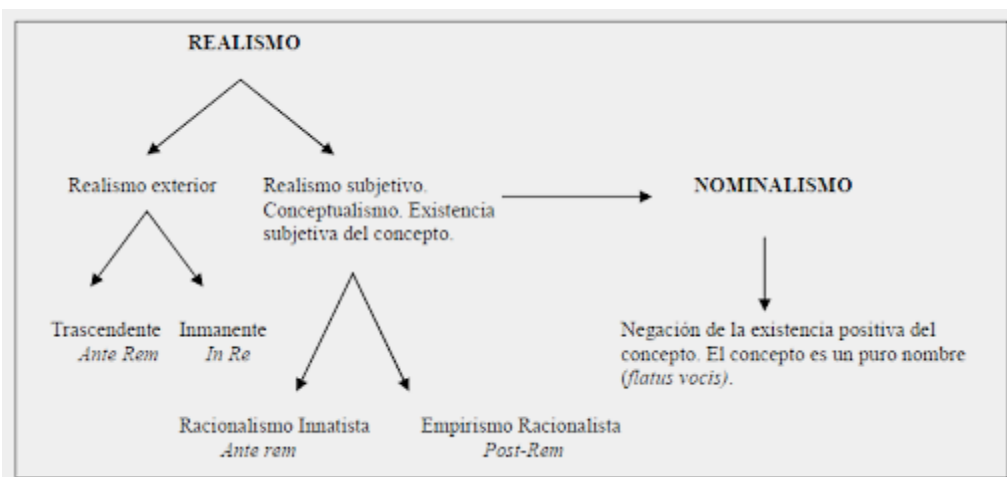 REALISMO
Realismo exterior
Realismo subjetivo.
Conceptualismo. Existencia
subjetiva del concepto.
NOMINALISMO
Trascendente
Ante Rem
Inmanente
In Re
Negación de la existencia positiva del
concepto. El concepto es un puro nombre
(flatus vocis).
Racionalismo Innatista
Ante rem
Empirismo Racionalista
Post-Rem